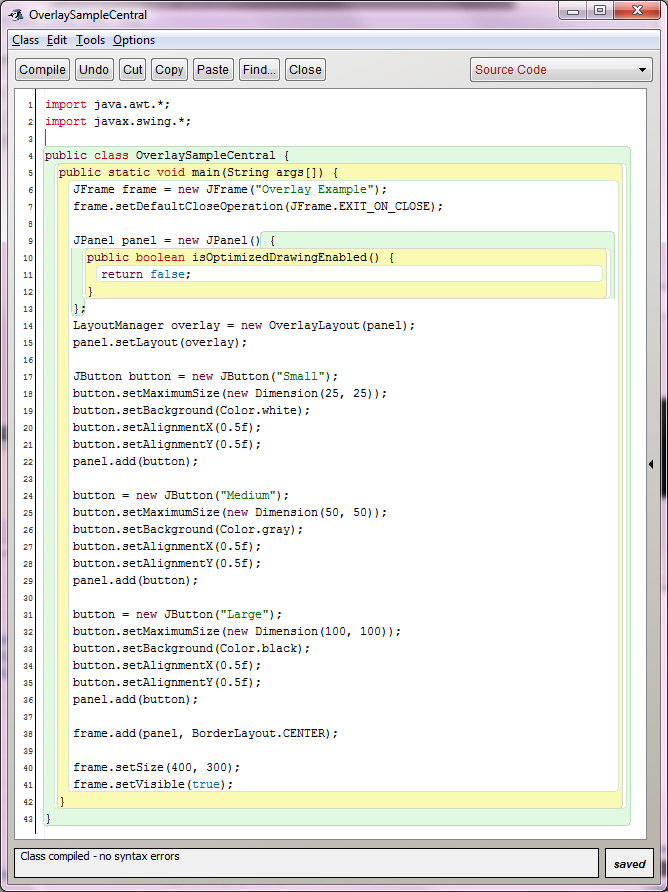 OverlaySampleCentral
Class Edit Tools Options
Compile Undo Cut Copy Paste Find... Close Source Code
1 import java.awt.*;
2 import javax.swing.*;
3
4 public class OverlaySampleCentral {
5 public static void main(String args[]) {
6 JFrame frame = new JFrame("Overlay Example");
7 frame.setDefaultCloseOperation(JFrame.EXIT_ON_CLOSE);
8
9 JPanel panel = new JPanel() {
10 public boolean isOptimizedDrawingEnabled() {
11 return false;
12 }
13 };
14 LayoutManager overlay = new OverlayLayout(panel);
15 panel.setLayout(overlay);
16
17 JButton button = new JButton("Small");
18 button.setMaximumSize(new Dimension(25, 25));
19 button.setBackground(Color.white);
20 button.setAlignmentX(0.5f);
21 button.setAlignmentY(0.5f);
22 panel.add(button);
23
24 button = new JButton("Medium");
25 button.setMaximumSize(new Dimension(50, 50));
26 button.setBackground(Color.gray);
27 button.setAlignmentX(0.5f);
28 button.setAlignmentY(0.5f);
29 panel.add(button);
30
31 button = new JButton("Large");
32 button.setMaximumSize(new Dimension(100, 100));
33 button.setBackground(Color.black);
34 button.setAlignmentX(0.5f);
35 button.setAlignmentY(0.5f);
36 panel.add(button);
37
38 frame.add(panel, BorderLayout.CENTER);
39
40 frame.setSize(400, 300);
41 frame.setVisible(true);
42 }
43 }
Class compiled - no syntax errors
saved